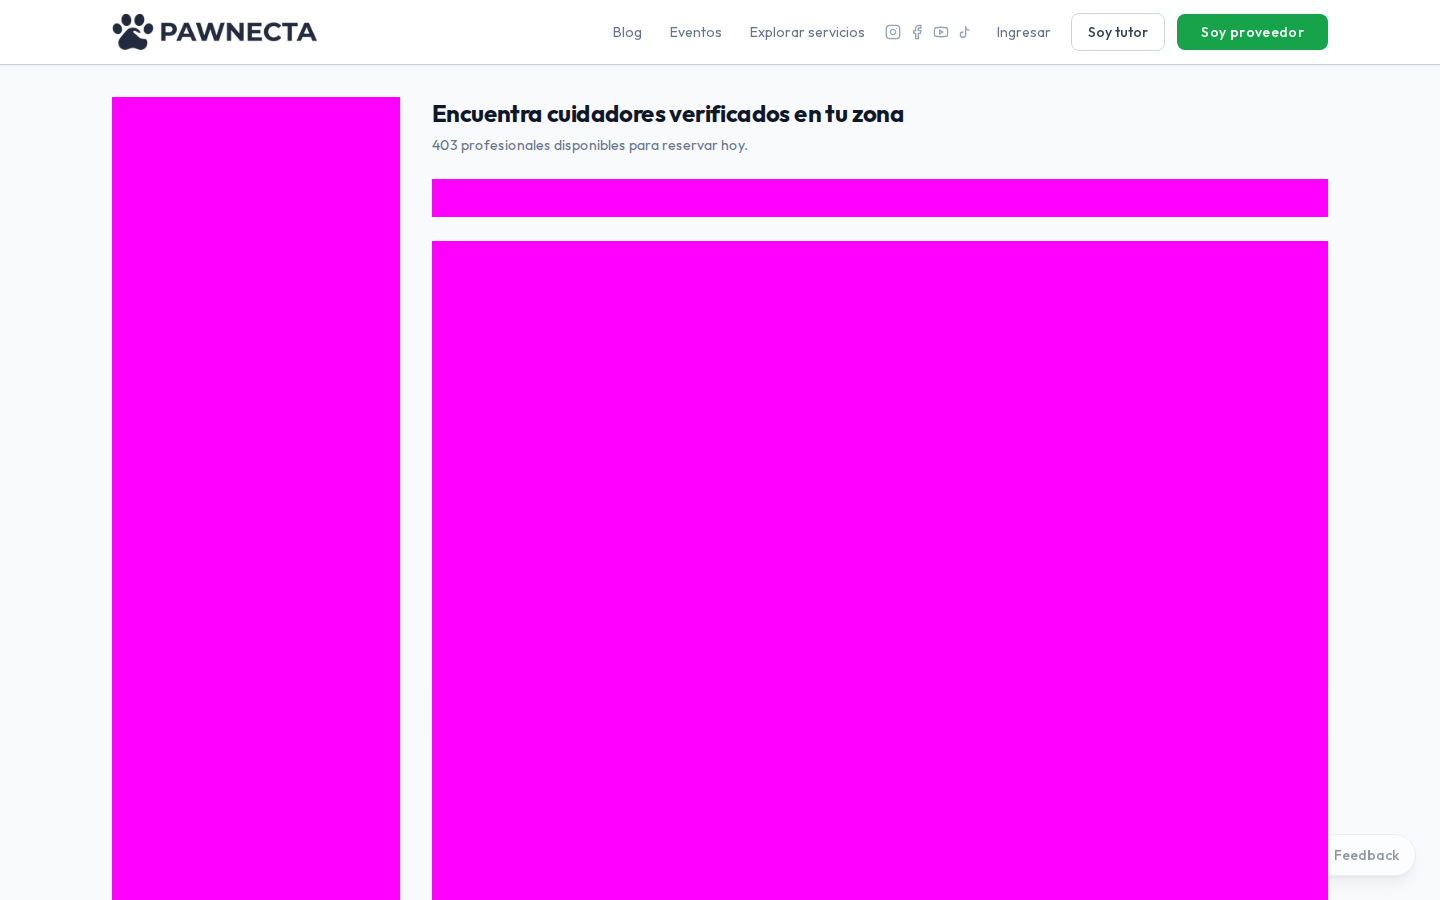 PAWNECTA
Blog
Eventos
Explorar servicios
Ingresar
Soy tutor
Soy proveedor
Encuentra cuidadores verificados en tu zona
403 profesionales disponibles para reservar hoy.
Feedback